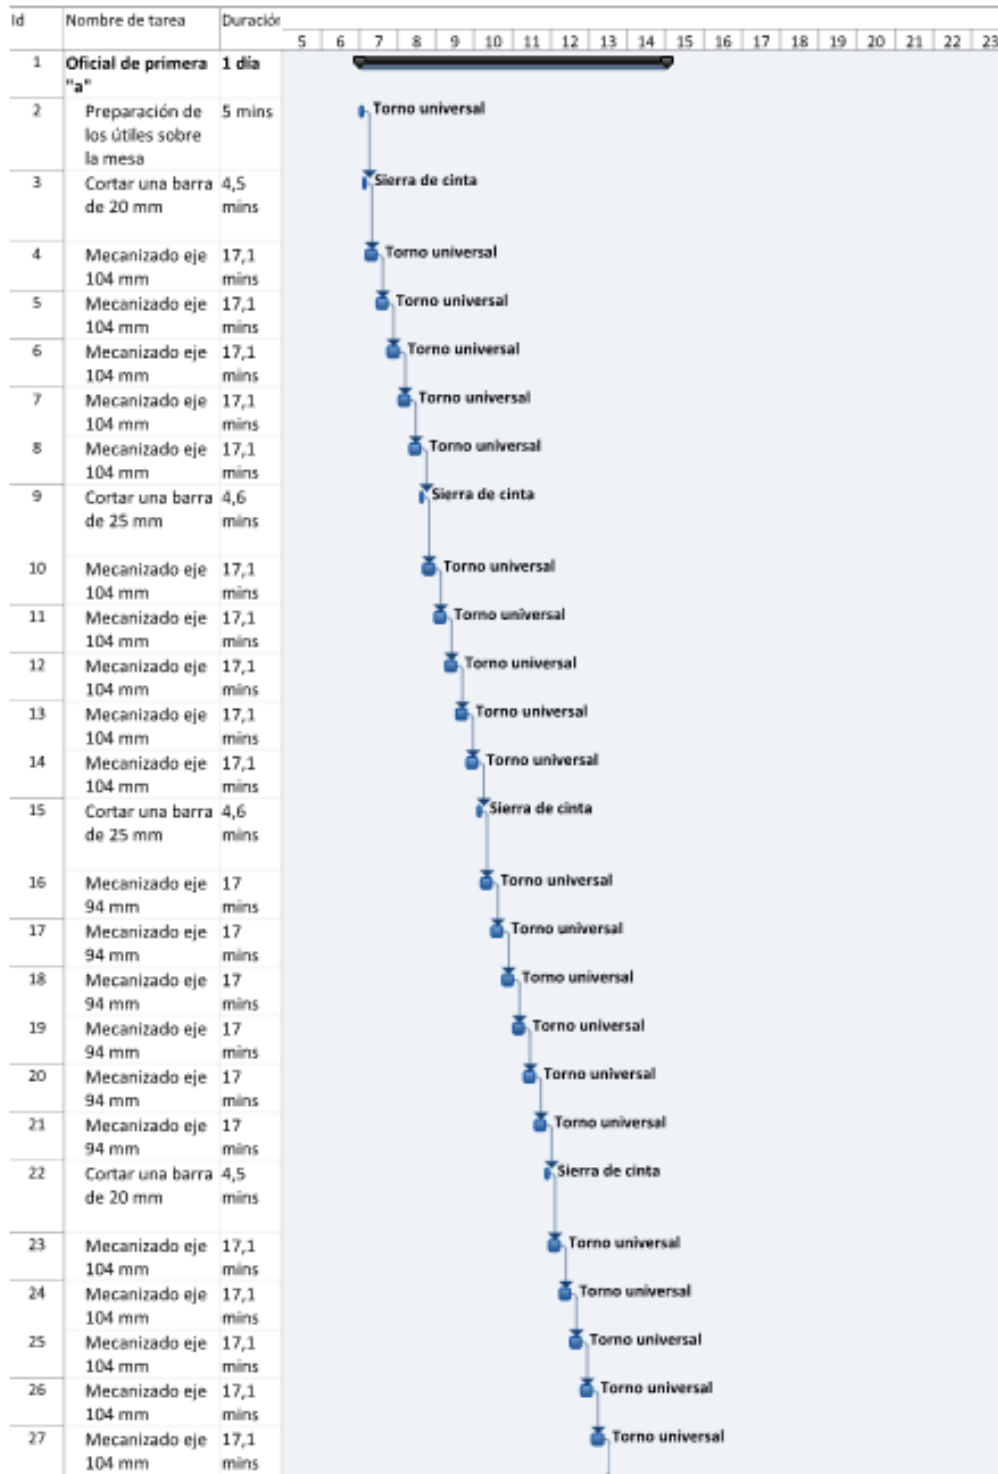 Id Nombre de tarea Duración
5 6 7 8 9 10 11 12 13 14 15 16 17 18 19 20 21 22 23
1 Oficial de primera 1 día
"a"
2 Preparación de 5 mins Torno universal
los útiles sobre
la mesa
3 Cortar una barra 4,5 Sierra de cinta
de 20 mm mins
4 Mecanizado eje 17,1 Torno universal
104 mm mins
5 Mecanizado eje 17,1 Torno universal
104 mm mins
6 Mecanizado eje 17,1 Torno universal
104 mm mins
7 Mecanizado eje 17,1 Torno universal
104 mm mins
8 Mecanizado eje 17,1 Torno universal
104 mm mins
9 Cortar una barra 4,6 Sierra de cinta
de 25 mm mins
10 Mecanizado eje 17,1 Torno universal
104 mm mins
11 Mecanizado eje 17,1 Torno universal
104 mm mins
12 Mecanizado eje 17,1 Torno universal
104 mm mins
13 Mecanizado eje 17,1 Torno universal
104 mm mins
14 Mecanizado eje 17,1 Torno universal
104 mm mins
15 Cortar una barra 4,6 Sierra de cinta
de 25 mm mins
16 Mecanizado eje 17 Torno universal
94 mm mins
17 Mecanizado eje 17 Torno universal
94 mm mins
18 Mecanizado eje 17 Torno universal
94 mm mins
19 Mecanizado eje 17 Torno universal
94 mm mins
20 Mecanizado eje 17 Torno universal
94 mm mins
21 Mecanizado eje 17 Torno universal
94 mm mins
22 Cortar una barra 4,5 Sierra de cinta
de 20 mm mins
23 Mecanizado eje 17,1 Torno universal
104 mm mins
24 Mecanizado eje 17,1 Torno universal
104 mm mins
25 Mecanizado eje 17,1 Torno universal
104 mm mins
26 Mecanizado eje 17,1 Torno universal
104 mm mins
27 Mecanizado eje 17,1 Torno universal
104 mm mins